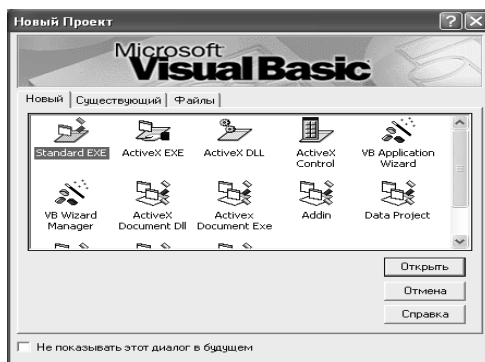 Новый Проект
Microsoft
Visual Basic
Новый Существующий Файлы
Standard EXE ActiveX EXE ActiveX DLL ActiveX Control VB Application Wizard
VB Wizard Manager ActiveX Document Dll Activex Document Exe Addin Data Project
Открыть
Отмена
Справка
Не показывать этот диалог в будущем